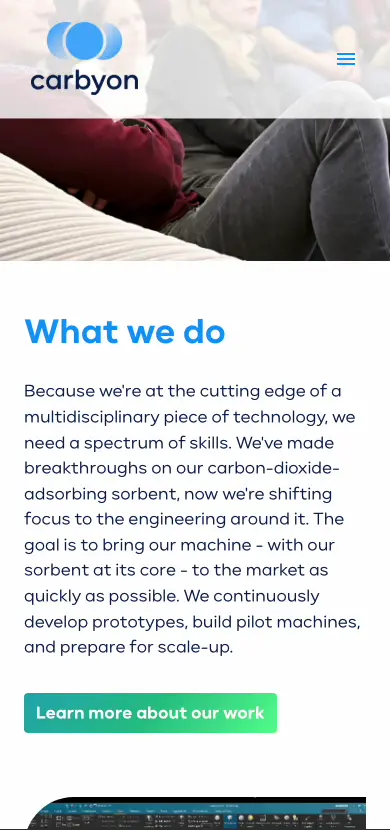 carbyon
What we do
Because we're at the cutting edge of a
multidisciplinary piece of technology, we
need a spectrum of skills. We've made
breakthroughs on our carbon-dioxide-
adsorbing sorbent, now we're shifting
focus to the engineering around it. The
goal is to bring our machine - with our
sorbent at its core - to the market as
quickly as possible. We continuously
develop prototypes, build pilot machines,
and prepare for scale-up.
Learn more about our work